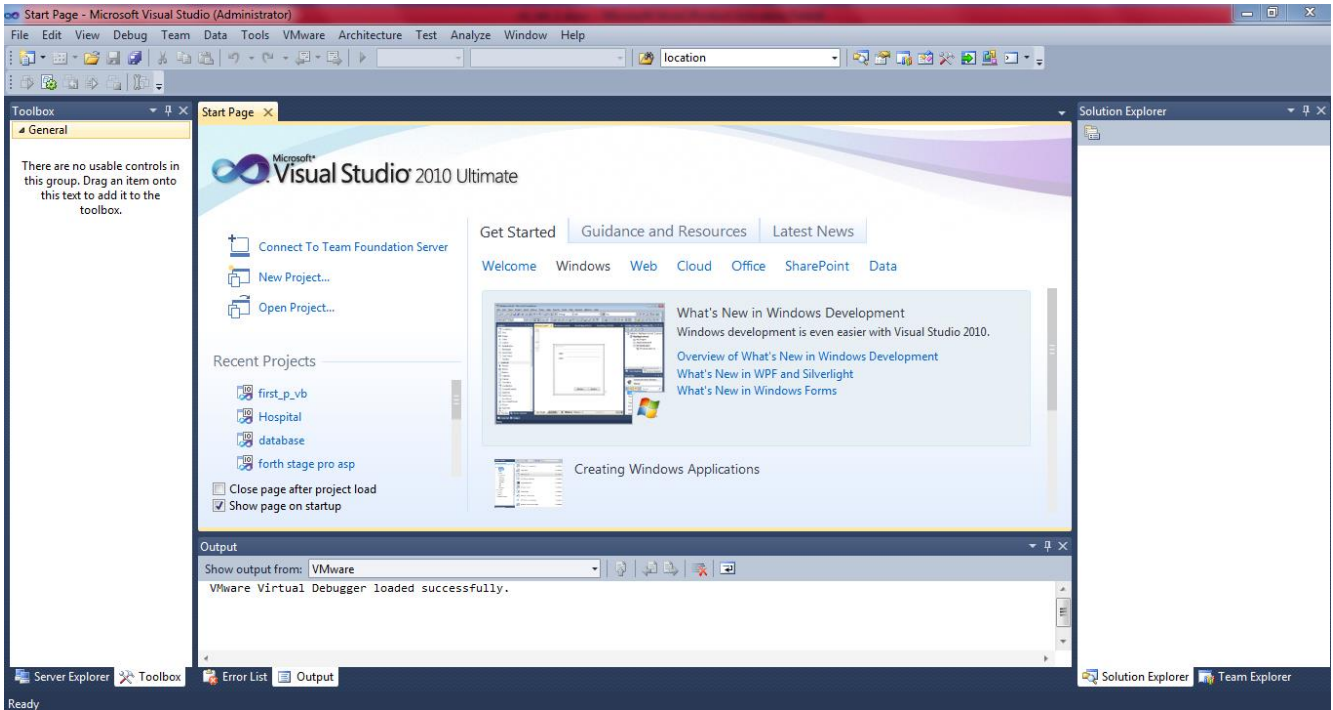 Start Page - Microsoft Visual Studio (Administrator)
File Edit View Debug Team Data Tools VMware Architecture Test Analyze Window Help
location
Toolbox
General
There are no usable controls in
this group. Drag an item onto
this text to add it to the
toolbox.
Start Page
Microsoft
Visual Studio 2010 Ultimate
Connect To Team Foundation Server
New Project...
Open Project...
Recent Projects
first_p_vb
Hospital
database
forth stage pro asp
Close page after project load
Show page on startup
Get Started Guidance and Resources Latest News
Welcome Windows Web Cloud Office SharePoint Data
What's New in Windows Development
Windows development is even easier with Visual Studio 2010.
Overview of What's New in Windows Development
What's New in WPF and Silverlight
What's New in Windows Forms
Creating Windows Applications
Output
Show output from: VMware
VMware Virtual Debugger loaded successfully.
Solution Explorer
Server Explorer Toolbox Error List Output Solution Explorer Team Explorer
Ready